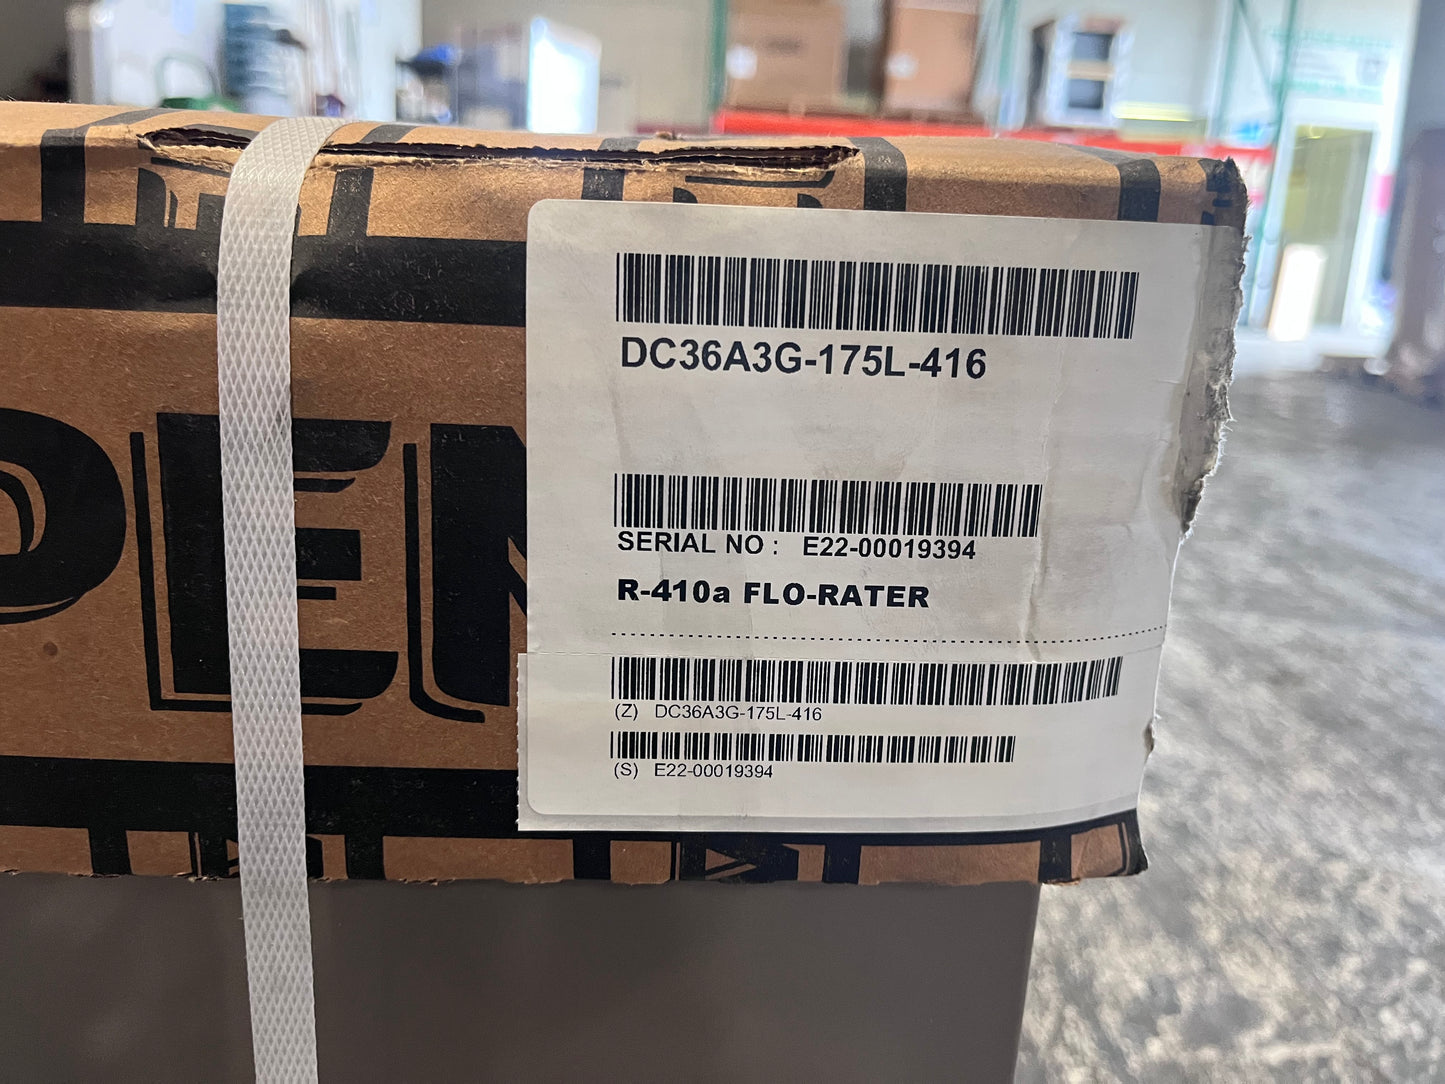 DC36A3G-175L-416
SERIAL NO : E22-00019394
R-410a FLO-RATER
(Z) DC36A3G-175L-416
(S) E22-00019394